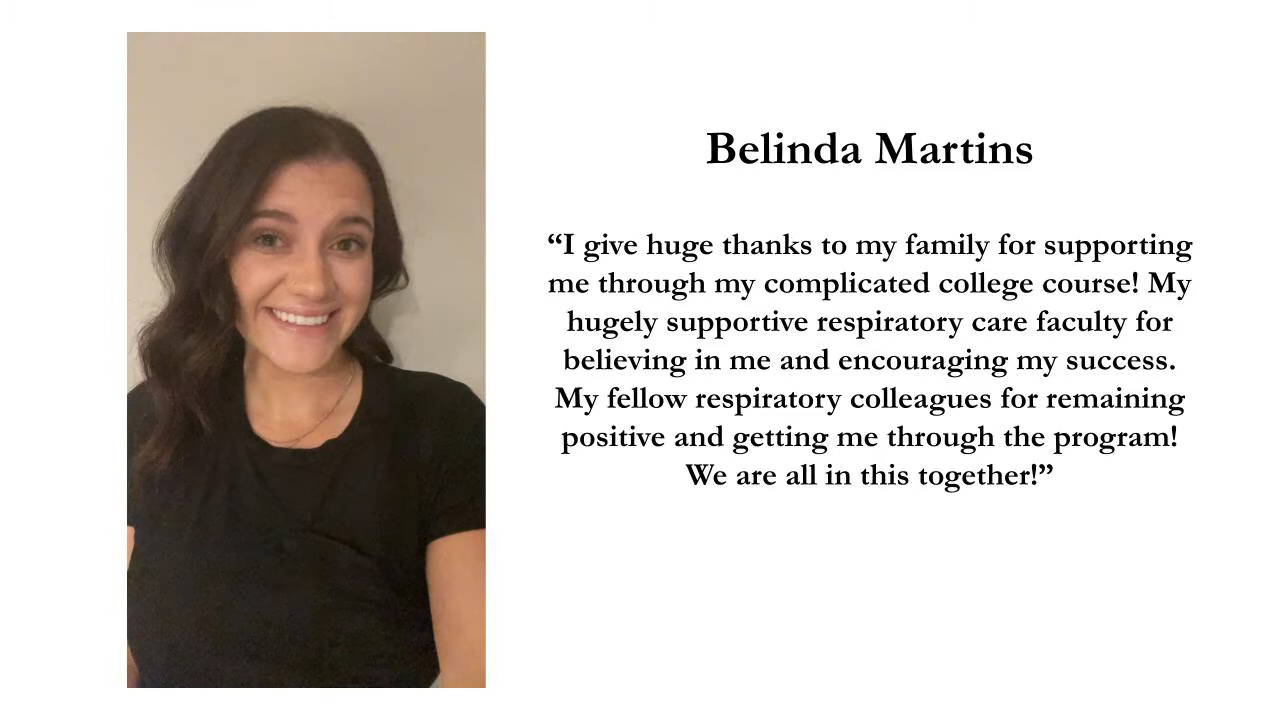 Belinda Martins
“I give huge thanks to my family for supporting
me through my complicated college course! My
hugely supportive respiratory care faculty for
believing in me and encouraging my success.
My fellow respiratory colleagues for remaining
positive and getting me through the program!
We are all in this together!”